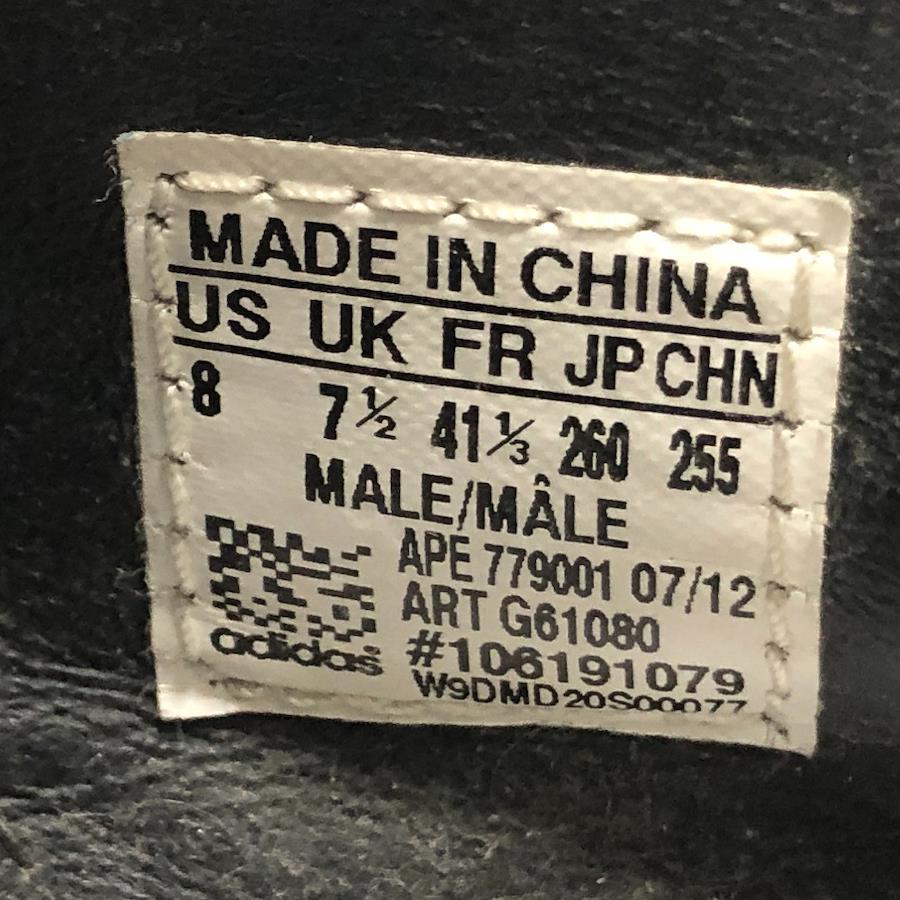 MADE IN CHINA
US UK FR JP CHN
8 7½ 41⅓ 260 255
MALE/MÂLE
APE 779001 07/12
ART G61080
#106191079
adidas
W9DMD20S00077